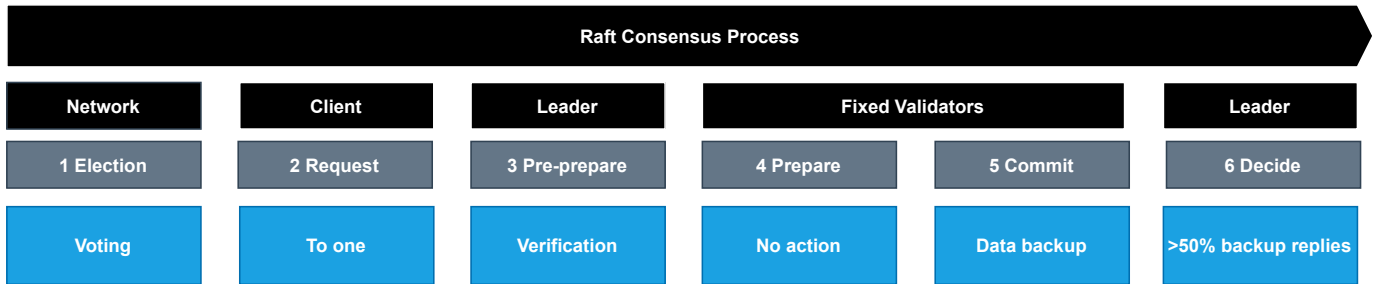 Raft Consensus Process
Network
Client
Leader
Fixed Validators
Leader
1 Election
2 Request
3 Pre-prepare
4 Prepare
5 Commit
6 Decide
Voting
To one
Verification
No action
Data backup
>50% backup replies